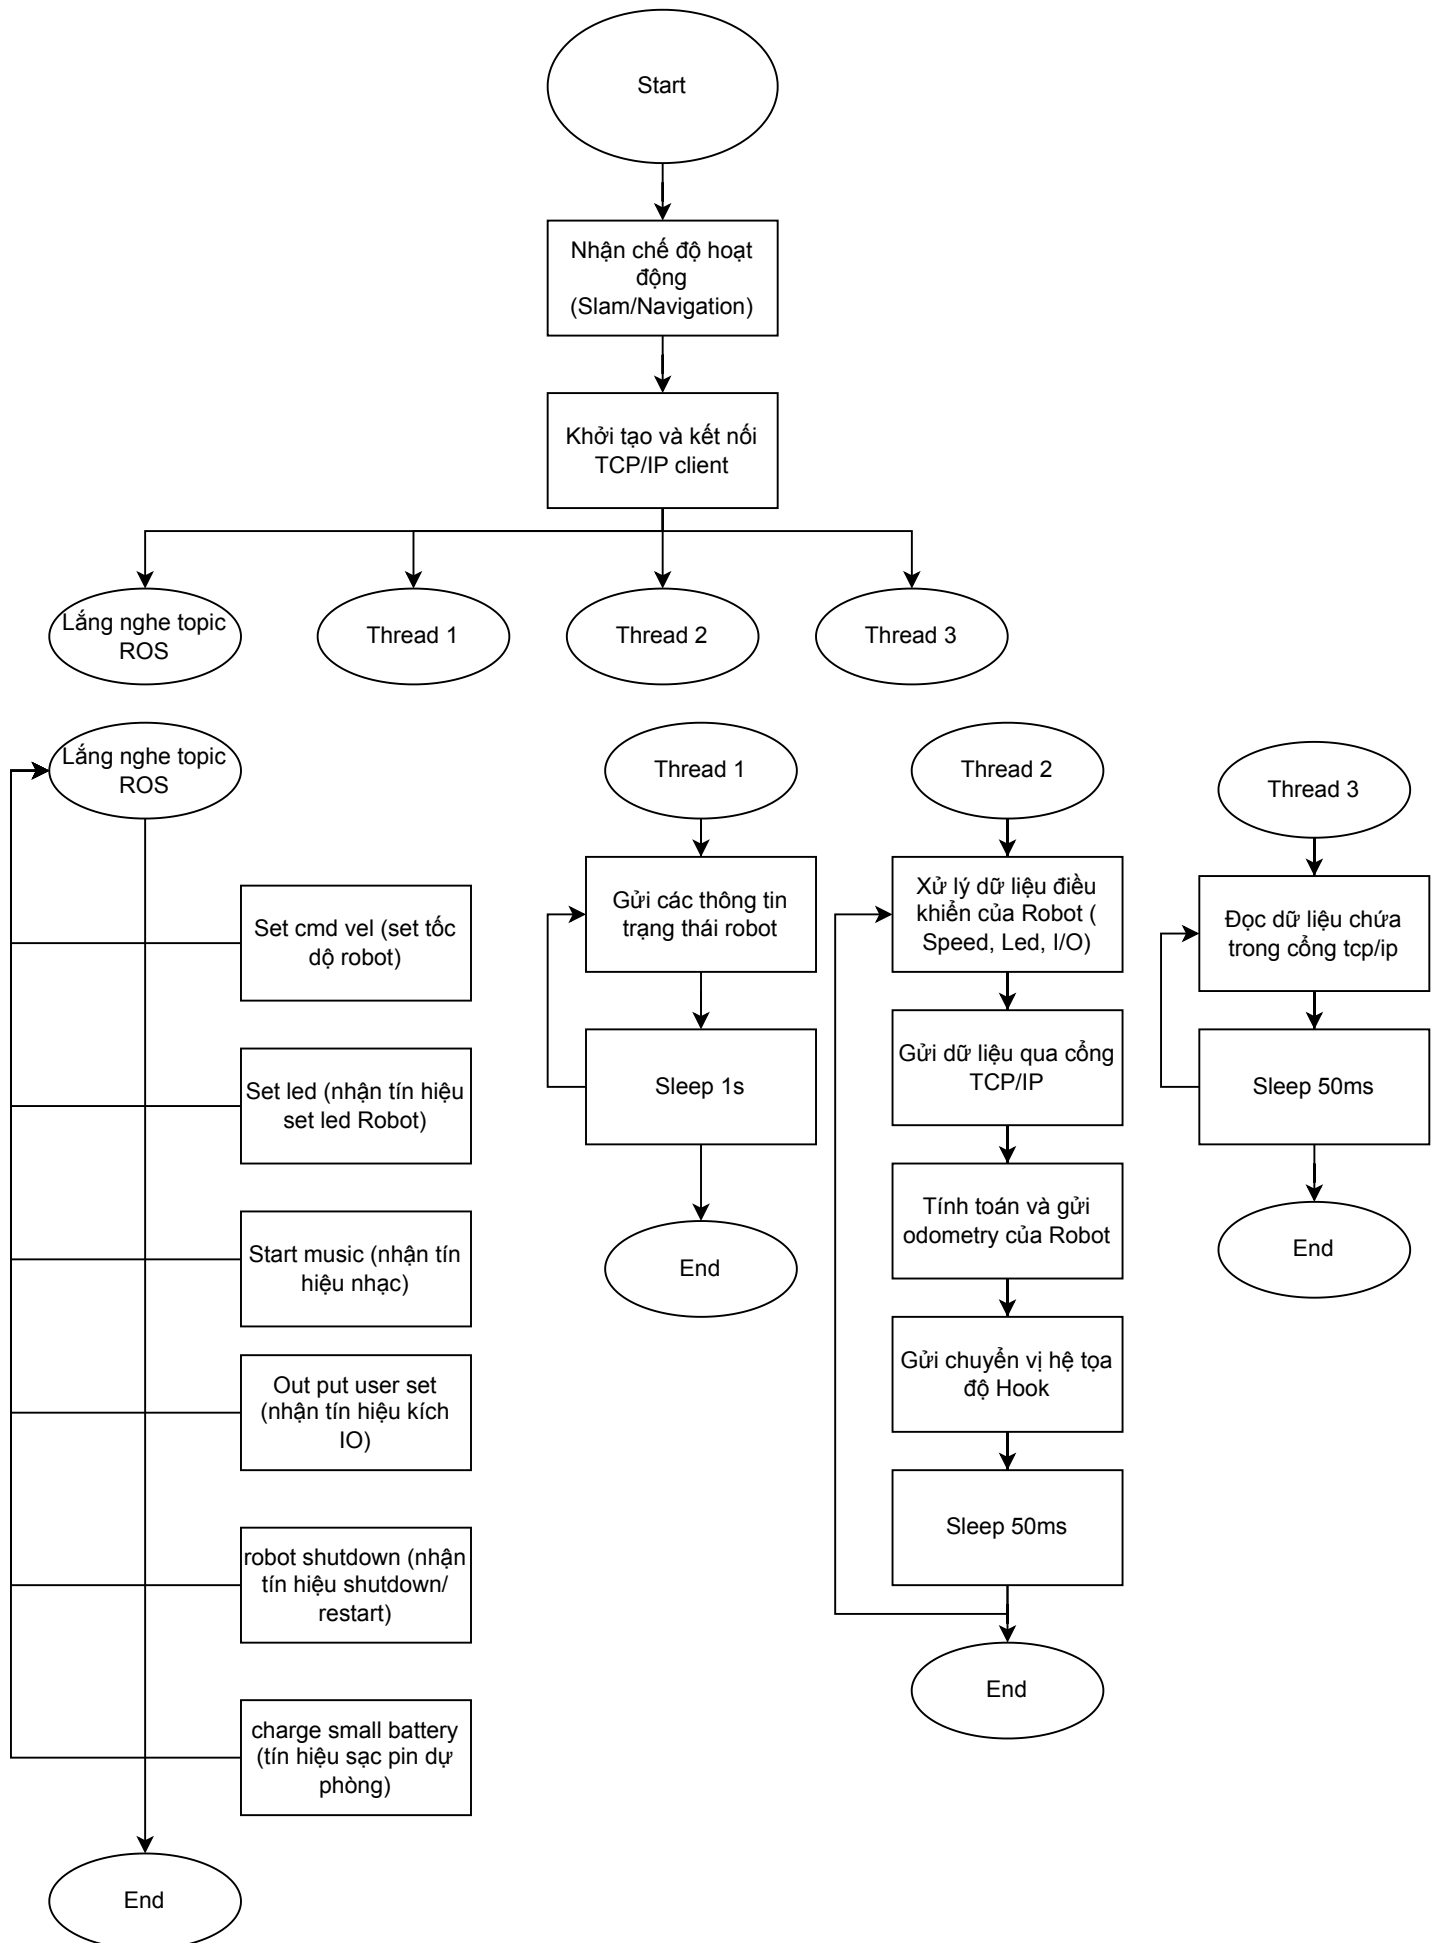 Start
Nhận chế độ hoạt
động
(Slam/Navigation)
Khởi tạo và kết nối
TCP/IP client
Lắng nghe topic
ROS
Thread 1
Thread 2
Thread 3
Lắng nghe topic
ROS
Set cmd vel (set tốc
dộ robot)
Set led (nhận tín hiệu
set led Robot)
Start music (nhận tín
hiệu nhạc)
Out put user set
(nhận tín hiệu kích
IO)
robot shutdown (nhận
tín hiệu shutdown/
restart)
charge small battery
(tín hiệu sạc pin dự
phòng)
End
Thread 1
Gửi các thông tin
trạng thái robot
Sleep 1s
End
Thread 2
Xử lý dữ liệu điều
khiển của Robot (
Speed, Led, I/O)
Gửi dữ liệu qua cổng
TCP/IP
Tính toán và gửi
odometry của Robot
Gửi chuyển vị hệ tọa
độ Hook
Sleep 50ms
End
Thread 3
Đọc dữ liệu chứa
trong cổng tcp/ip
Sleep 50ms
End